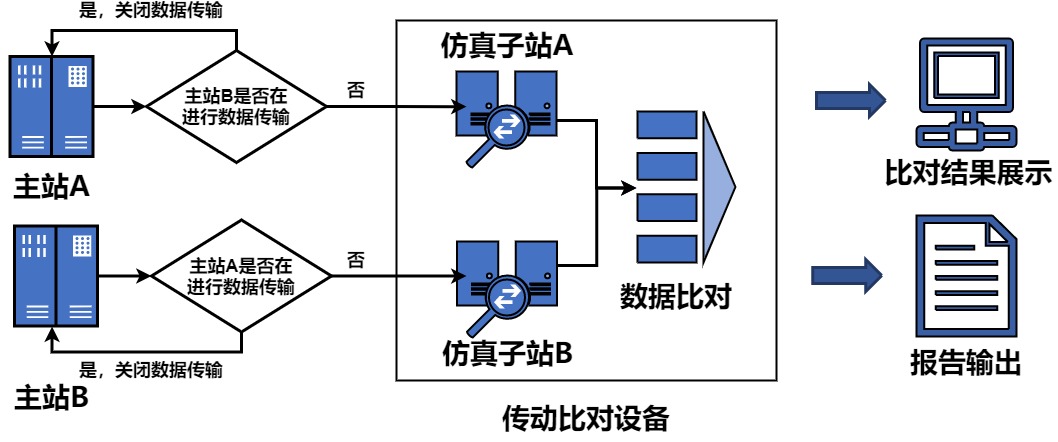 是，关闭数据传输
主站B是否在
进行数据传输
否
主站A
仿真子站A
主站A是否在
进行数据传输
否
是，关闭数据传输
主站B
仿真子站B
数据比对
传动比对设备
比对结果展示
报告输出